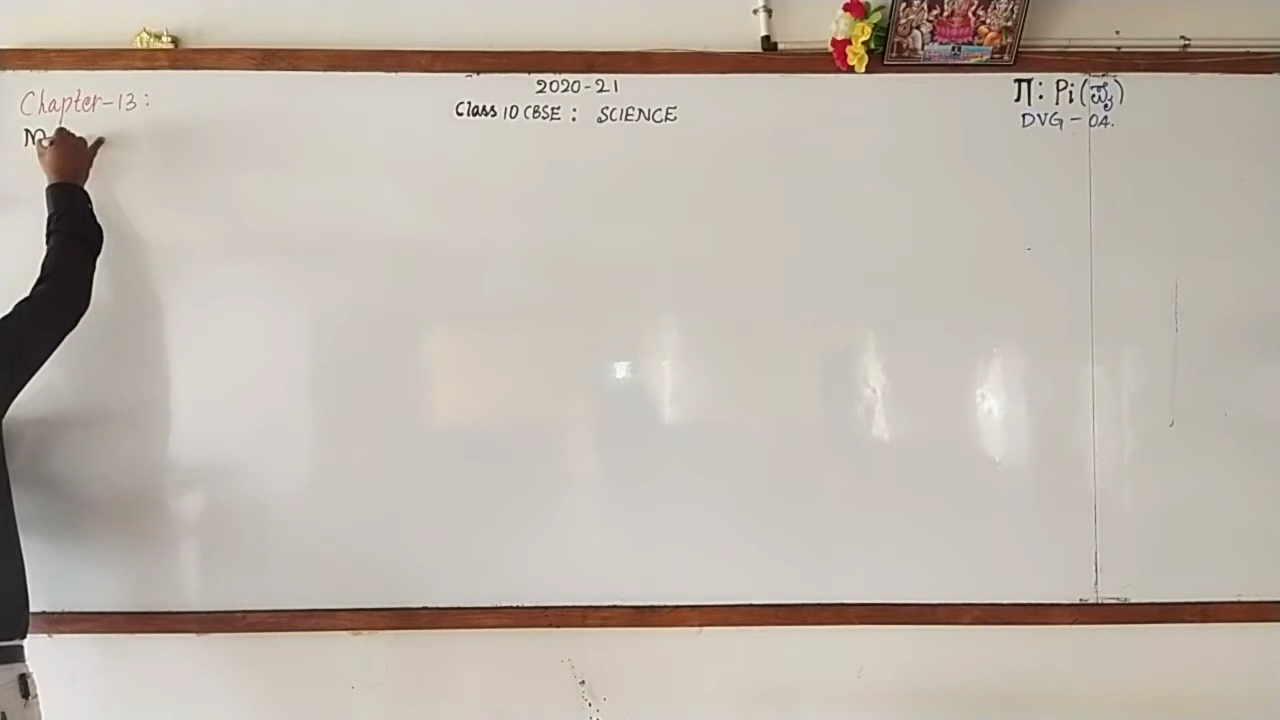 2020-21
Chapter-13:
Class 10 CBSE : SCIENCE
π: Pi (ಪೈ)
DVG - 04.